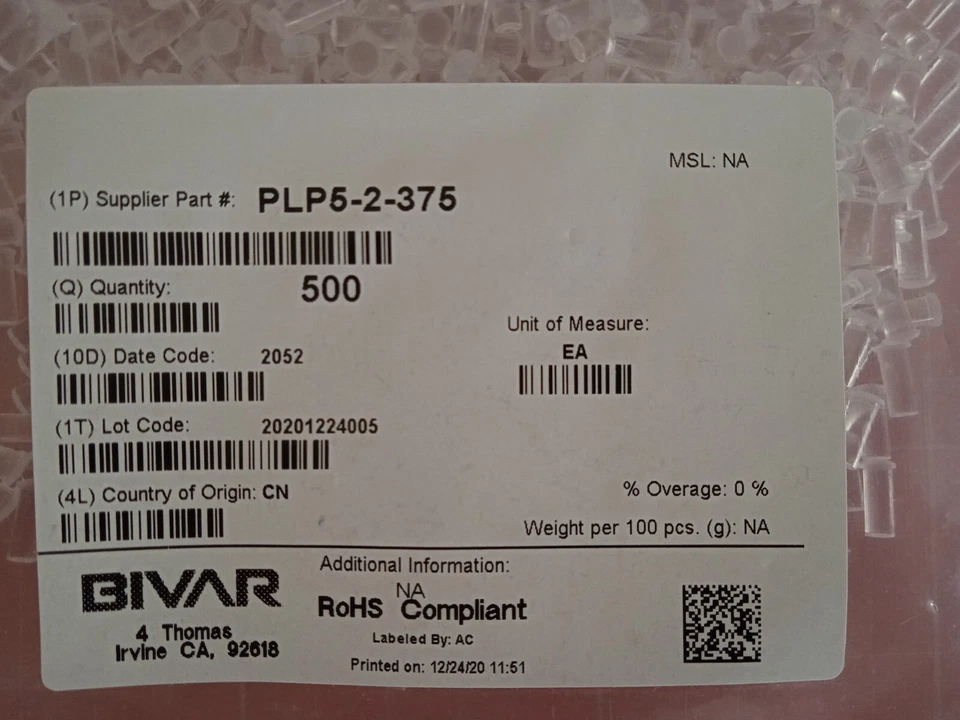 MSL: NA
(1P) Supplier Part #: PLP5-2-375
(Q) Quantity: 500
Unit of Measure:
EA
(10D) Date Code: 2052
(1T) Lot Code: 20201224005
(4L) Country of Origin: CN
% Overage: 0 %
Weight per 100 pcs. (g): NA
BIVAR
4 Thomas
Irvine CA, 92618
Additional Information:
NA
RoHS Compliant
Labeled By: AC
Printed on: 12/24/20 11:51